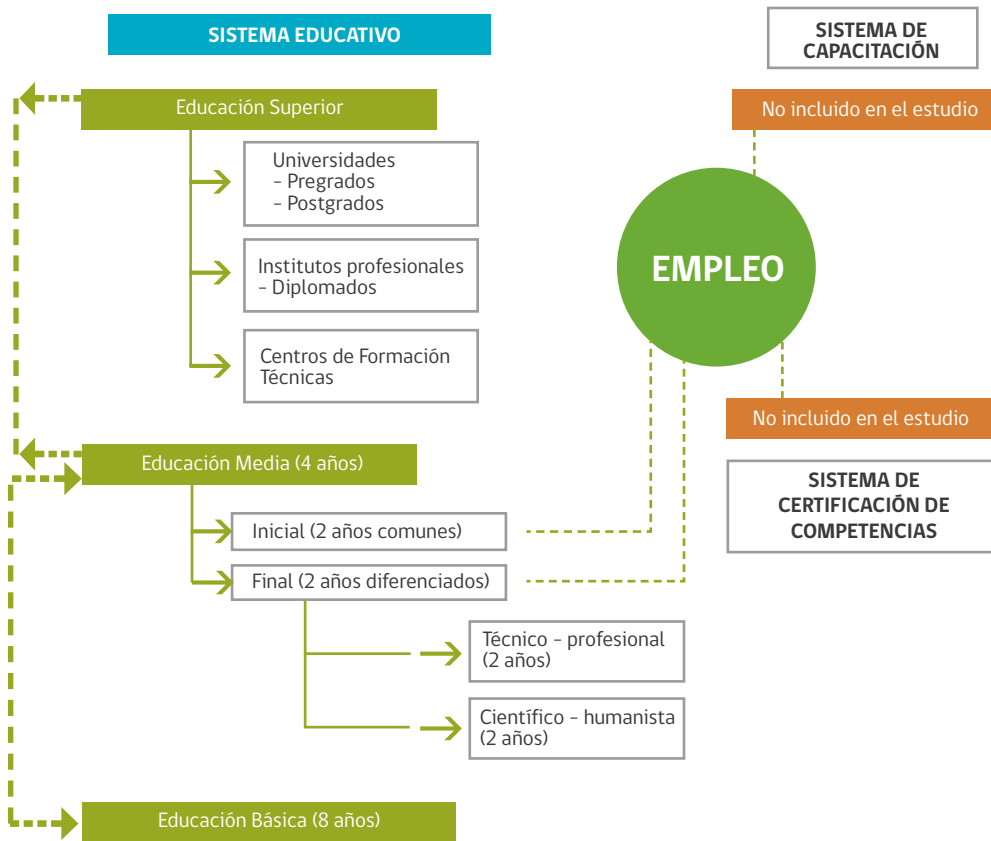 SISTEMA EDUCATIVO
SISTEMA DE
CAPACITACIÓN
Educación Superior
No incluido en el estudio
Universidades
- Pregrados
- Postgrados
Institutos profesionales
- Diplomados
EMPLEO
Centros de Formación
Técnicas
No incluido en el estudio
Educación Media (4 años)
SISTEMA DE
CERTIFICACIÓN DE
COMPETENCIAS
Inicial (2 años comunes)
Final (2 años diferenciados)
Técnico - profesional
(2 años)
Científico - humanista
(2 años)
Educación Básica (8 años)